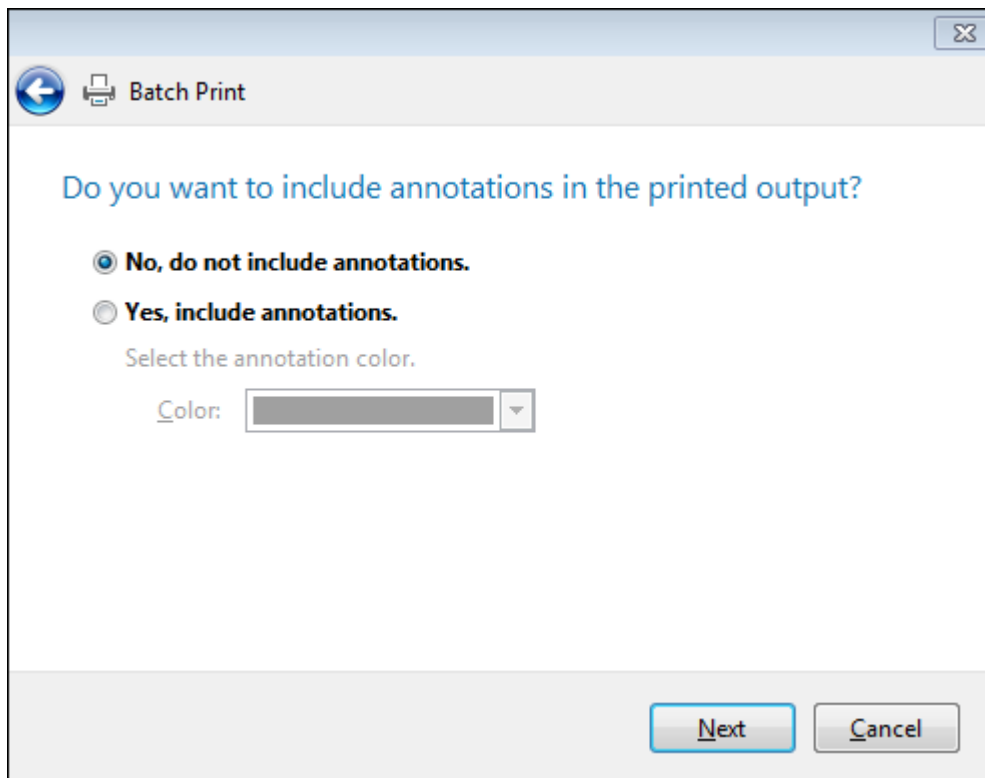 Batch Print
Do you want to include annotations in the printed output?
No, do not include annotations.
Yes, include annotations.
Select the annotation color.
Color:
Next Cancel